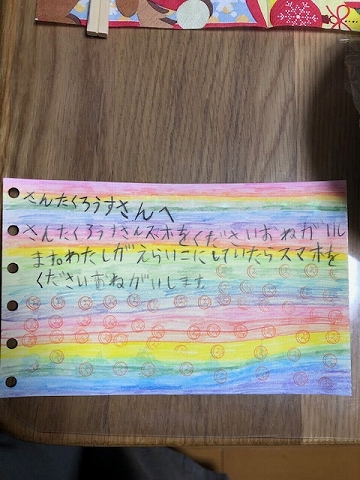 さんたくろうすさんへ
さんたくろうすさんスマホをくださいおねがいし
ます。わたしがえらいこにしていたらスマホを
くださいおねがいします。